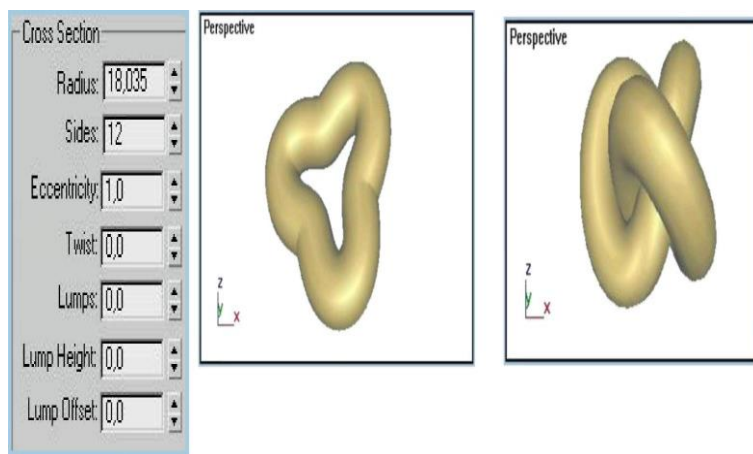 Cross Section
Radius: 18,035
Sides: 12
Eccentricity: 1,0
Twist: 0,0
Lumps: 0,0
Lump Height: 0,0
Lump Offset: 0,0
Perspective
z
y
x
Perspective
z
y
x